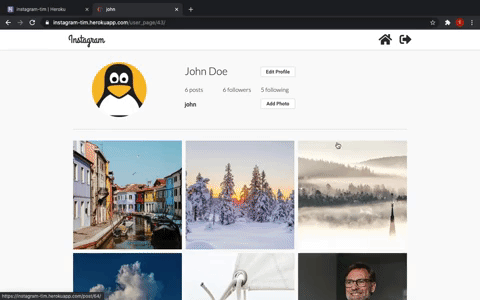 instagram-tim | Heroku
john
instagram-tim.herokuapp.com/user_page/43/
Instagram
John Doe
Edit Profile
6 posts 6 followers 5 following
john
Add Photo
https://instagram-tim.herokuapp.com/post/64/